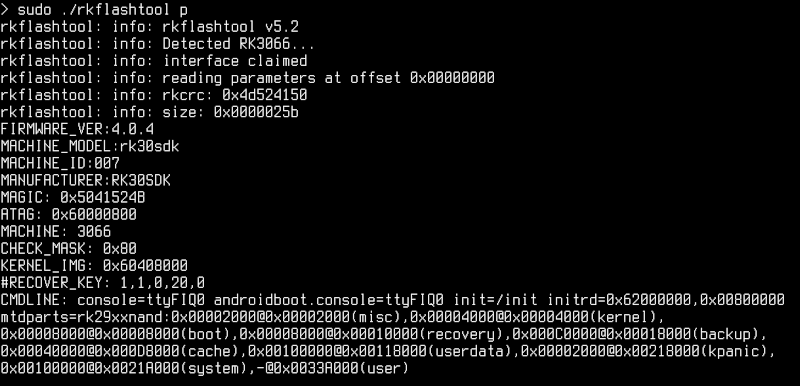 > sudo ./rkflashtool p
rkflashtool: info: rkflashtool v5.2
rkflashtool: info: Detected RK3066...
rkflashtool: info: interface claimed
rkflashtool: info: reading parameters at offset 0x00000000
rkflashtool: info: rkcrc: 0x4d524150
rkflashtool: info: size: 0x0000025b
FIRMWARE_VER:4.0.4
MACHINE_MODEL:rk30sdk
MACHINE_ID:007
MANUFACTURER:RK30SDK
MAGIC: 0x5041524B
ATAG: 0x60000800
MACHINE: 3066
CHECK_MASK: 0x80
KERNEL_IMG: 0x60408000
#RECOVER_KEY: 1,1,0,20,0
CMDLINE: console=ttyFIQ0 androidboot.console=ttyFIQ0 init=/init initrd=0x62000000,0x00800000
mtdparts=rk29xxnand:0x00002000@0x00002000(misc),0x00004000@0x00004000(kernel),
0x00008000@0x00008000(boot),0x00008000@0x00010000(recovery),0x000C0000@0x00018000(backup),
0x00040000@0x000D8000(cache),0x00100000@0x00118000(userdata),0x00002000@0x00218000(kpanic),
0x00100000@0x0021A000(system),-@0x0033A000(user)